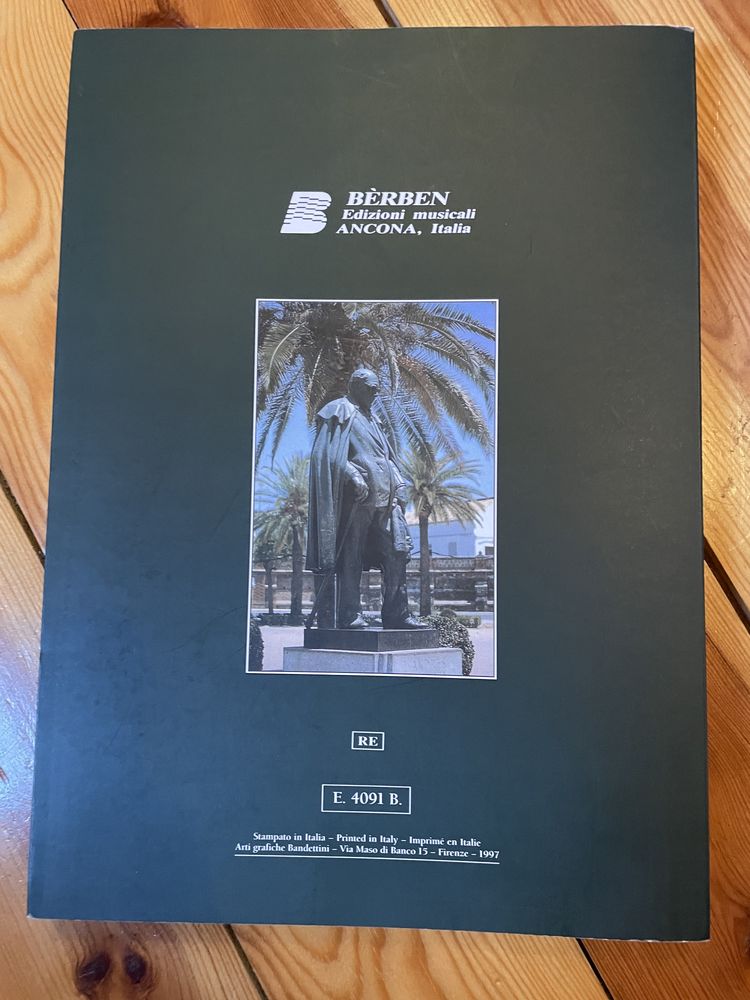 BÈRBEN
Edizioni musicali
ANCONA, Italia
RE
E. 4091 B.
Stampato in Italia – Printed in Italy – Imprimé en Italie
Arti grafiche Bandettini – Via Maso di Banco 15 – Firenze – 1997